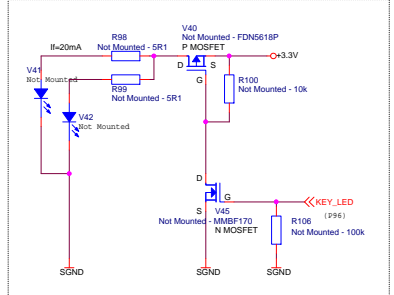 V40
Not Mounted - FDN5618P
P MOSFET
R98
Not Mounted - 5R1
If=20mA
D
S
G
+3.3V
V41
Not Mounted
R99
Not Mounted - 5R1
R100
Not Mounted - 10k
V42
Not Mounted
D
G
S
V45
Not Mounted - MMBF170
N MOSFET
KEY_LED
(P96)
R106
Not Mounted - 100k
SGND
SGND
SGND